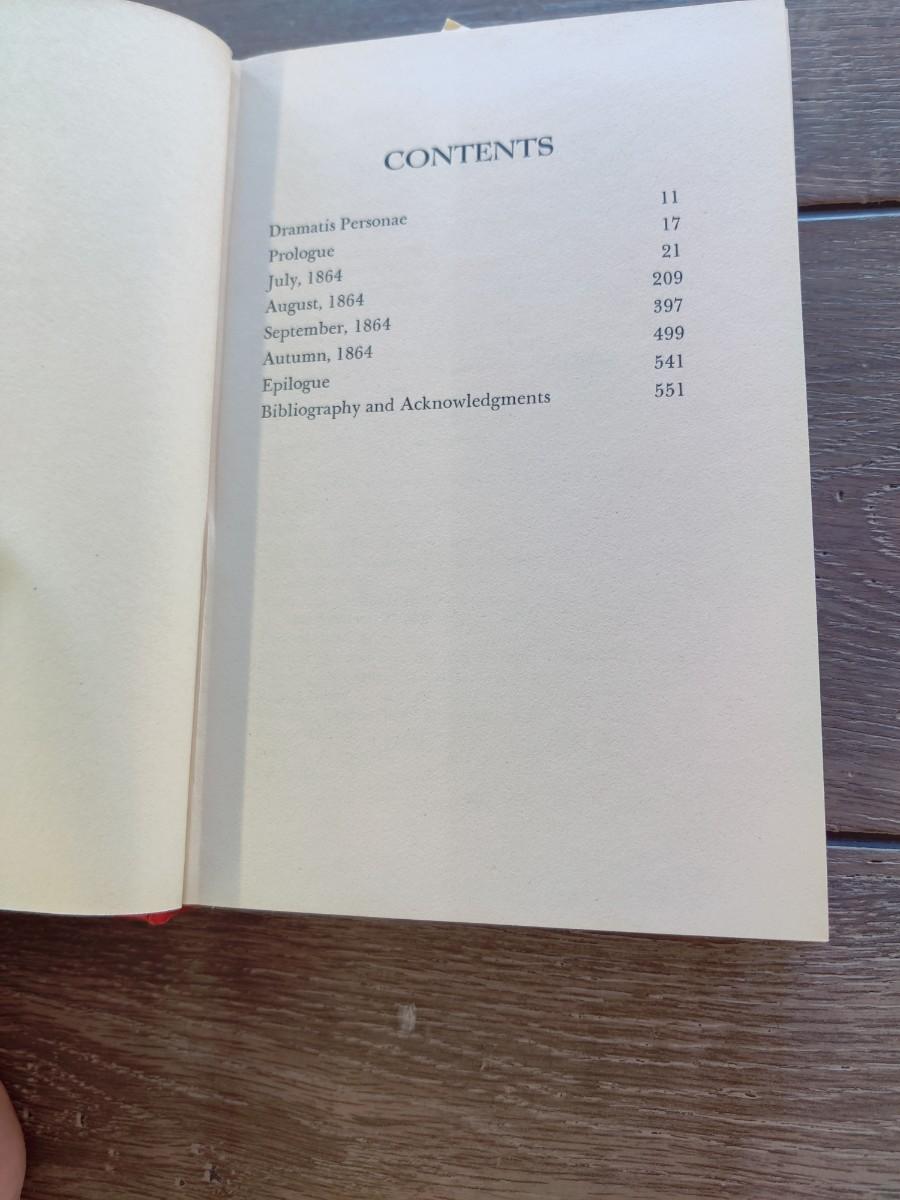 CONTENTS
Dramatis Personae 11
Prologue 17
July, 1864 21
August, 1864 209
September, 1864 397
Autumn, 1864 499
Epilogue 541
Bibliography and Acknowledgments 551